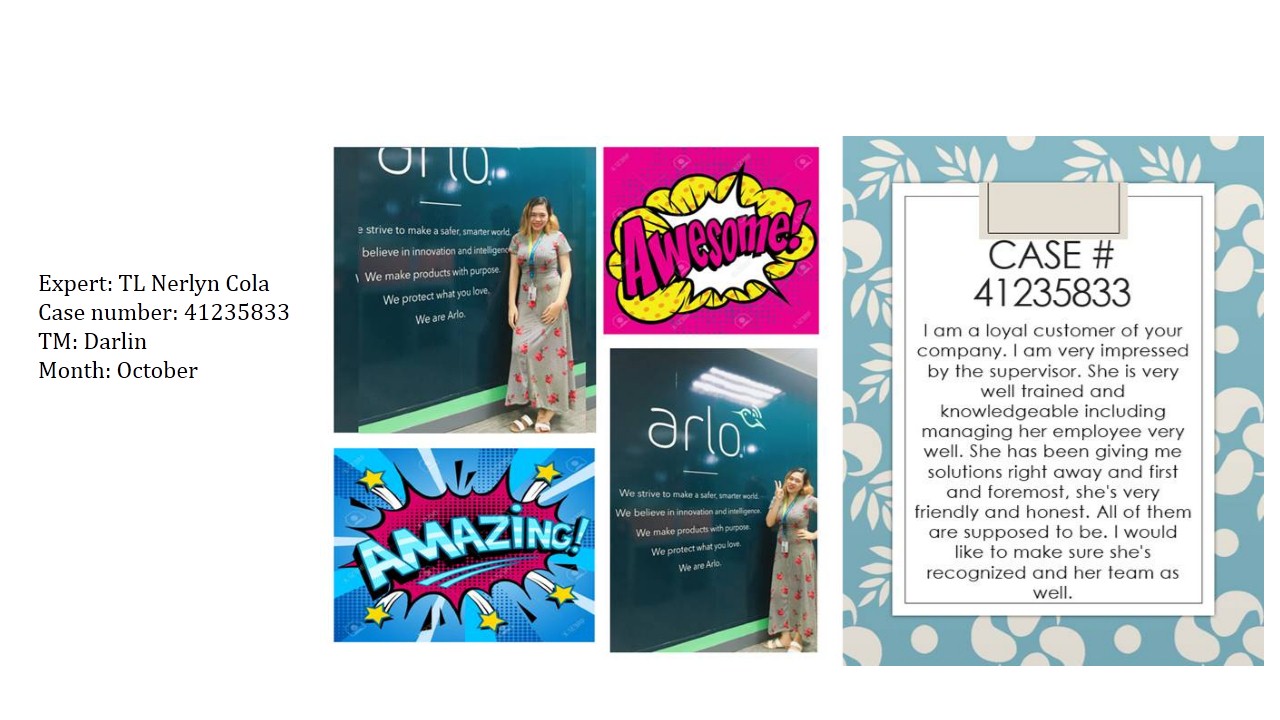 Expert: TL Nerlyn Cola
Case number: 41235833
TM: Darlin
Month: October
arlo.
e strive to make a safer, smarter world.
believe in innovation and intelligenc
We make products with purpose.
We protect what you love.
We are Arlo.
Awesome!
AMAZING!
arlo.
We strive to make a safer, smarter world.
We believe in innovation and intelligence.
We make products with purpose.
We protect what you love.
We are Arlo.
CASE #
41235833
I am a loyal customer of your
company. I am very impressed
by the supervisor. She is very
well trained and
knowledgeable including
managing her employee very
well. She has been giving me
solutions right away and first
and foremost, she's very
friendly and honest. All of them
are supposed to be. I would
like to make sure she's
recognized and her team as
well.